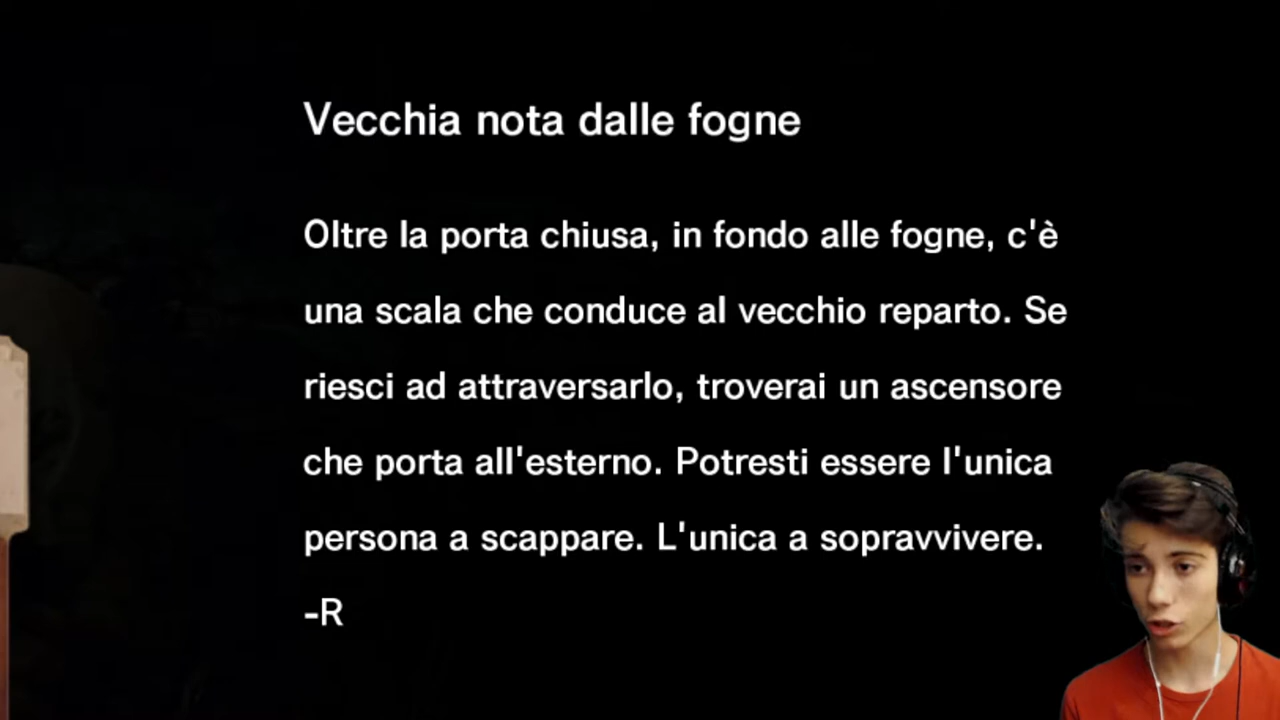 Vecchia nota dalle fogne
Oltre la porta chiusa, in fondo alle fogne, c'è
una scala che conduce al vecchio reparto. Se
riesci ad attraversarlo, troverai un ascensore
che porta all'esterno. Potresti essere l'unica
persona a scappare. L'unica a sopravvivere.
-R